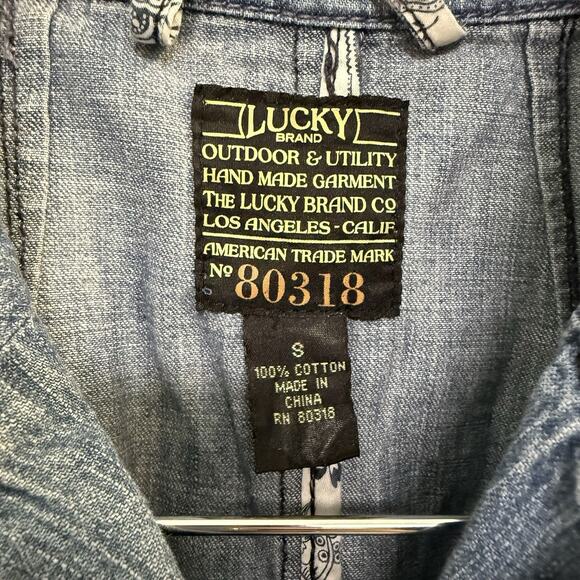 LUCKY
BRAND
OUTDOOR & UTILITY
HAND MADE GARMENT
THE LUCKY BRAND CO
LOS ANGELES - CALIF.
AMERICAN TRADE MARK
No 80318
S
100% COTTON
MADE IN
CHINA
RN 80318